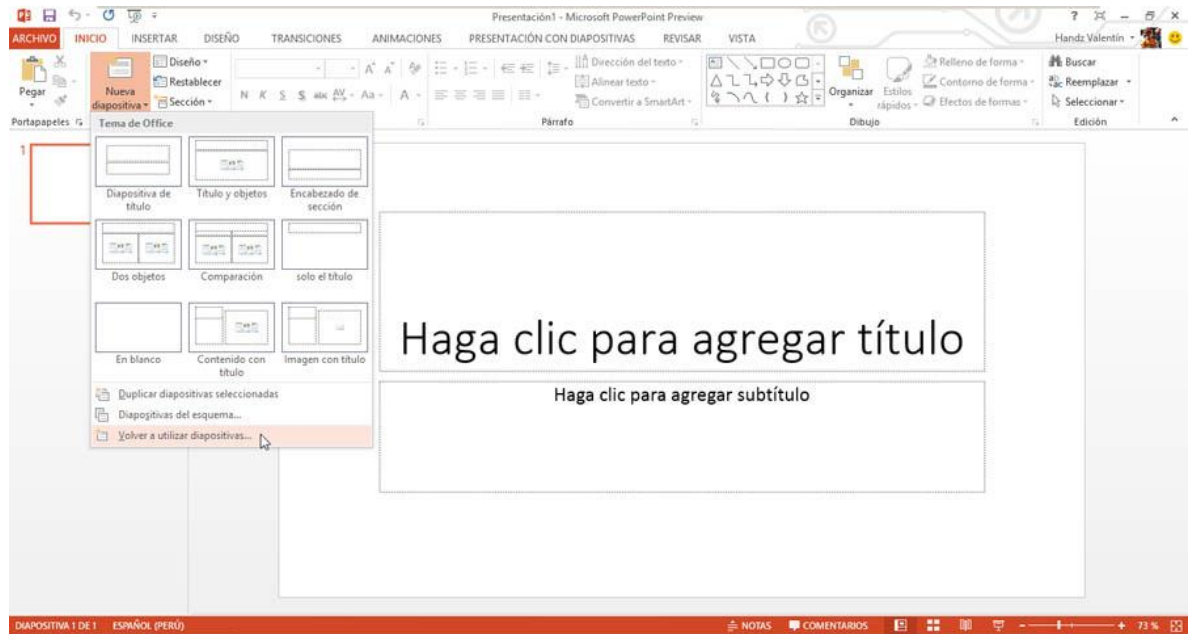 Presentación1 - Microsoft PowerPoint Preview
ARCHIVO INICIO INSERTAR DISEÑO TRANSICIONES ANIMACIONES PRESENTACIÓN CON DIAPOSITIVAS REVISAR VISTA Handz Valentin
Pegar
Nueva diapositiva
Diseño
Restablecer
Sección
N K S S abc AV Aa A
Dirección del texto
Alinear texto
Convertir a SmartArt
Organizar
Estilos rápidos
Relleno de forma
Contorno de forma
Efectos de formas
Buscar
Reemplazar
Seleccionar
Portapapeles
Párrafo
Dibujo
Edición
Tema de Office
1
Diapositiva de título
Título y objetos
Encabezado de sección
Dos objetos
Comparación
solo el título
En blanco
Contenido con título
Imagen con título
Duplicar diapositivas seleccionadas
Diapositivas del esquema...
Volver a utilizar diapositivas...
Haga clic para agregar título
Haga clic para agregar subtítulo
DIAPOSITIVA 1 DE 1 ESPAÑOL (PERÚ) NOTAS COMENTARIOS 73 %